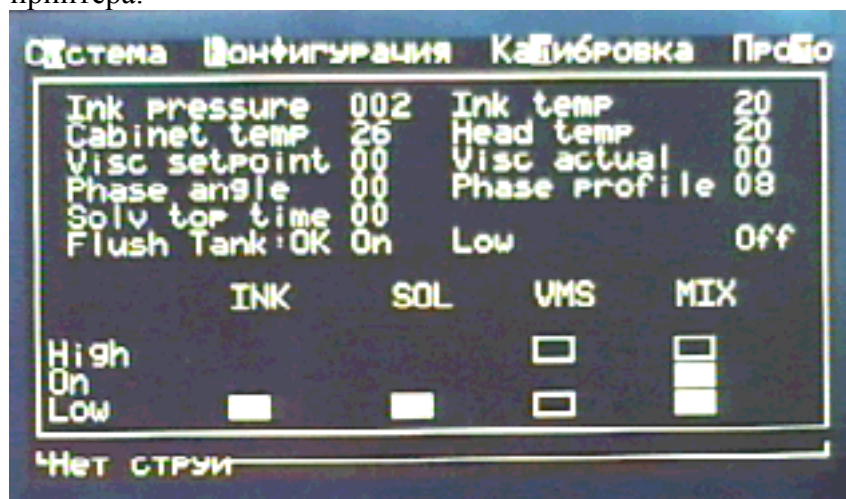 принтера.
Система Конфигурация Калибровка Промо
Ink pressure 002 Ink temp 20
Cabinet temp 26 Head temp 20
Visc setpoint 00 Visc actual 00
Phase angle 00 Phase profile 08
Solv top time 00
Flush Tank:OK On Low Off
INK SOL VMS MIX
High
On
Low
Нет струи